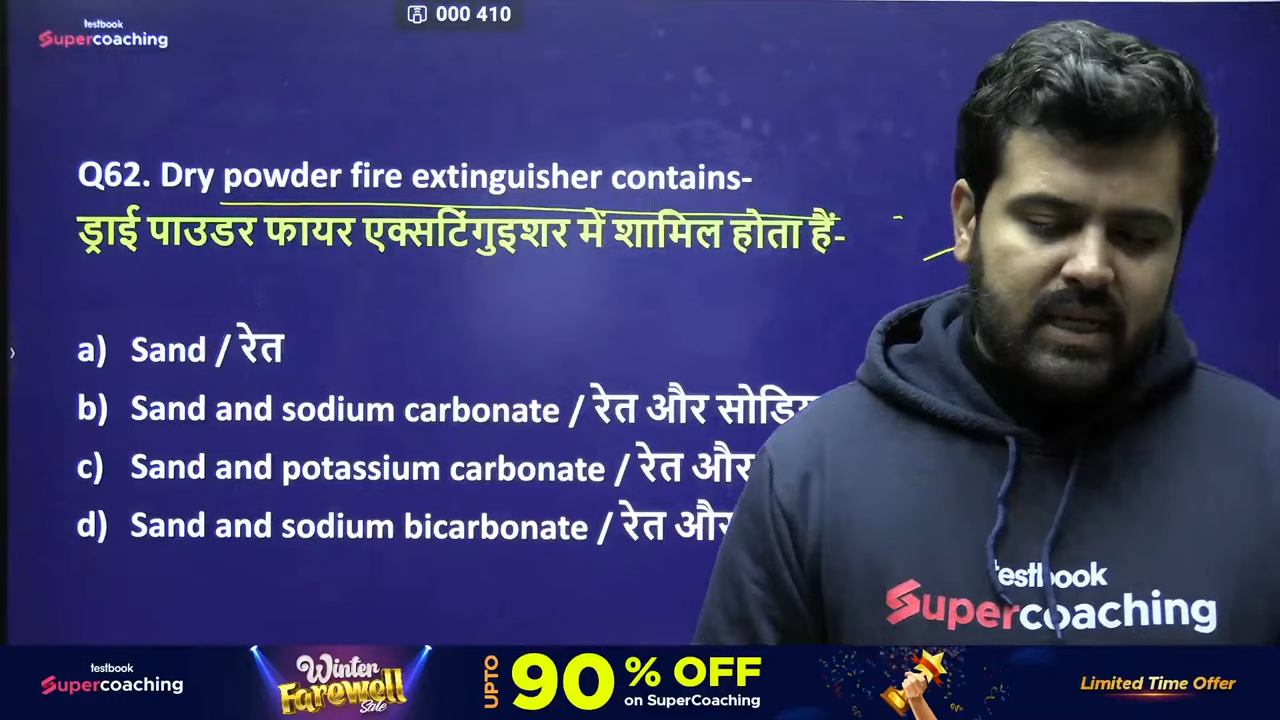 testbook
Supercoaching
000 410
Q62. Dry powder fire extinguisher contains-
ड्राई पाउडर फायर एक्सटिंगुइशर में शामिल होता हैं-
a) Sand / रेत
b) Sand and sodium carbonate / रेत और
c) Sand and potassium carbonate / रेत और
d) Sand and sodium bicarbonate / रेत और
testbook
Supercoaching
testbook
Supercoaching
Winter
Farewell
Sale
UPTO
90% OFF
on SuperCoaching
Limited Time Offer